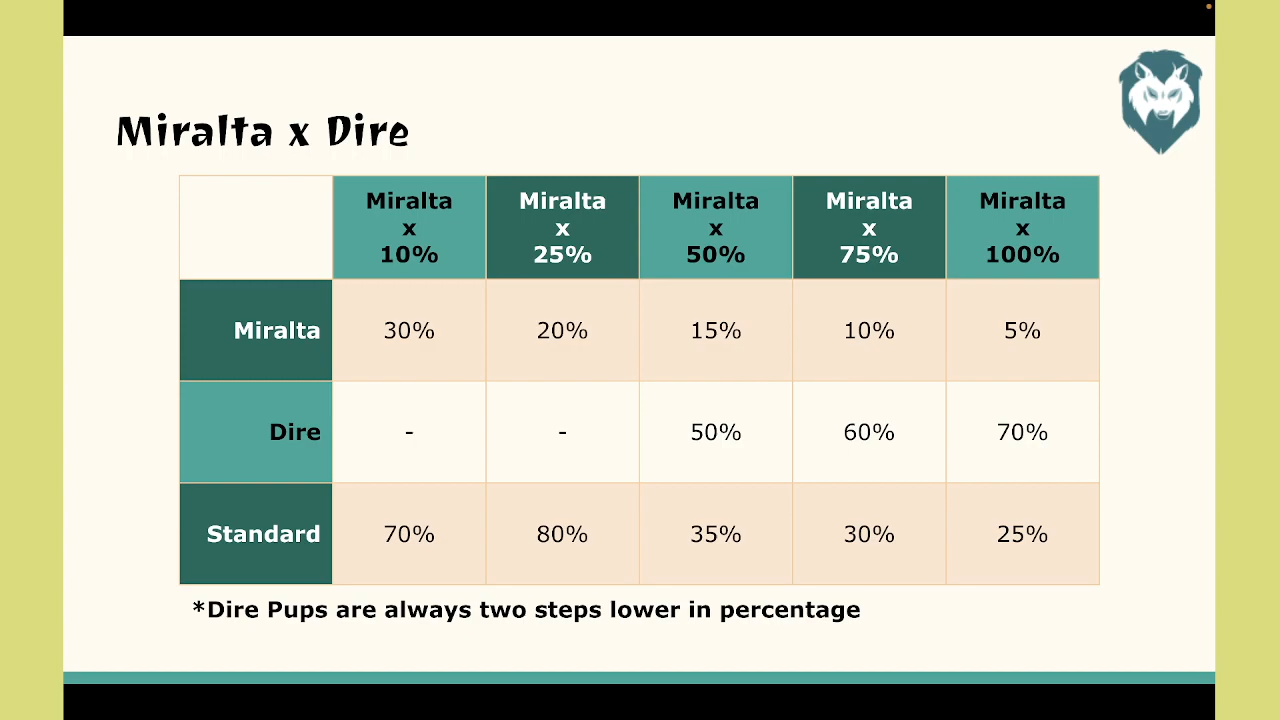 Miralta x Dire
Miralta x 10% Miralta x 25% Miralta x 50% Miralta x 75% Miralta x 100%
Miralta 30% 20% 15% 10% 5%
Dire - - 50% 60% 70%
Standard 70% 80% 35% 30% 25%
*Dire Pups are always two steps lower in percentage